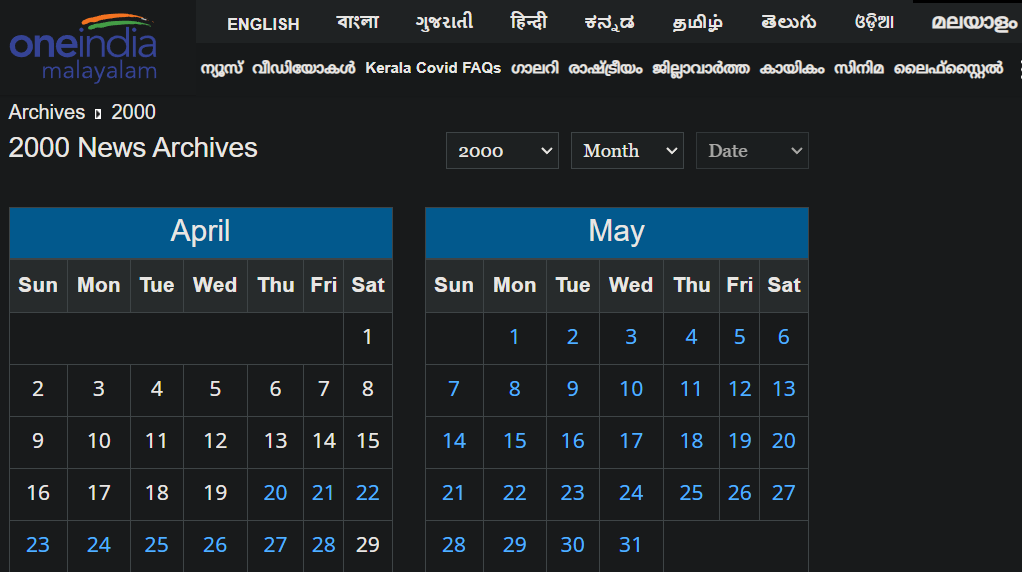 ENGLISH বাংলা ગુજરાતી हिन्दी ಕನ್ನಡ தமிழ் తెలుగు ଓଡ଼ିଆ മലയാളം
oneindia
malayalam
ന്യൂസ് വീഡിയോകൾ Kerala Covid FAQs ഗാലറി രാഷ്ട്രീയം ജില്ലാവാർത്ത കായികം സിനിമ ലൈഫ്സ്റ്റൈൽ
Archives 2000
2000 News Archives
2000 Month Date
April
Sun Mon Tue Wed Thu Fri Sat
1
2 3 4 5 6 7 8
9 10 11 12 13 14 15
16 17 18 19 20 21 22
23 24 25 26 27 28 29
May
Sun Mon Tue Wed Thu Fri Sat
1 2 3 4 5 6
7 8 9 10 11 12 13
14 15 16 17 18 19 20
21 22 23 24 25 26 27
28 29 30 31